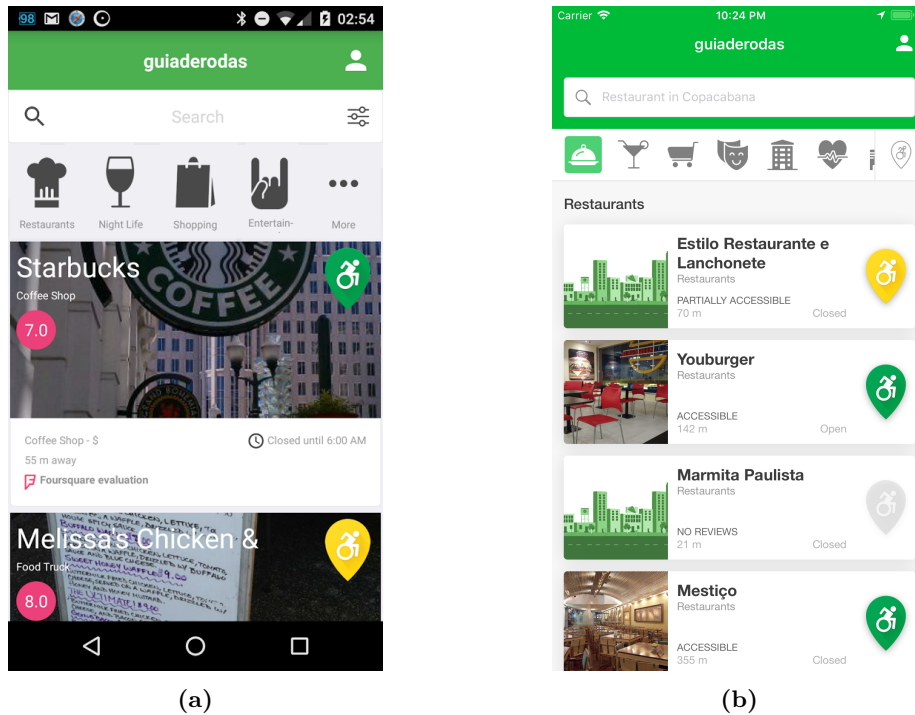 98
02:54
guiaderodas
Search
Restaurants
Night Life
Shopping
Entertain-
More
Starbucks
Coffee Shop
7.0
COFFEE
Coffee Shop - $
Closed until 6:00 AM
55 m away
Foursquare evaluation
Melissa's Chicken &
Food Truck
8.0
(a)
Carrier
10:24 PM
guiaderodas
Restaurant in Copacabana
Restaurants
Estilo Restaurante e
Lanchonete
Restaurants
PARTIALLY ACCESSIBLE
70 m
Closed
Youburger
Restaurants
ACCESSIBLE
142 m
Open
Marmita Paulista
Restaurants
NO REVIEWS
21 m
Closed
Mestiço
Restaurants
ACCESSIBLE
355 m
Closed
(b)